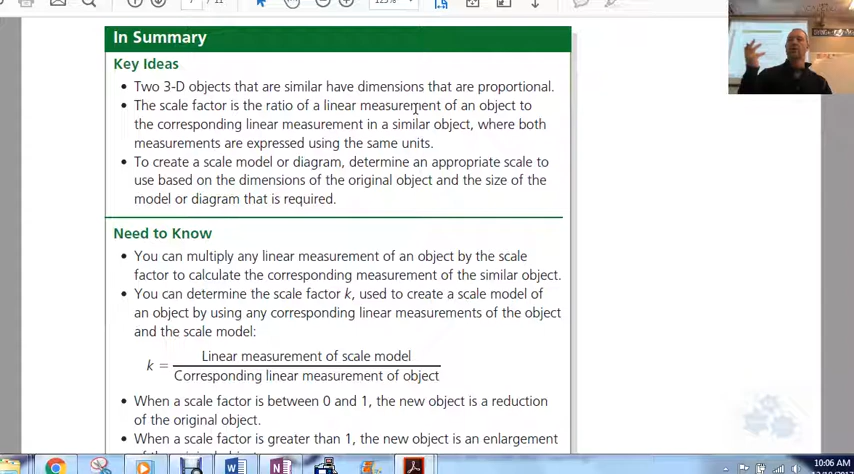 7 / 11
125%
In Summary
Key Ideas
• Two 3-D objects that are similar have dimensions that are proportional.
• The scale factor is the ratio of a linear measurement of an object to
the corresponding linear measurement in a similar object, where both
measurements are expressed using the same units.
• To create a scale model or diagram, determine an appropriate scale to
use based on the dimensions of the original object and the size of the
model or diagram that is required.
Need to Know
• You can multiply any linear measurement of an object by the scale
factor to calculate the corresponding measurement of the similar object.
• You can determine the scale factor k, used to create a scale model of
an object by using any corresponding linear measurements of the object
and the scale model:
k = Linear measurement of scale model
Corresponding linear measurement of object
• When a scale factor is between 0 and 1, the new object is a reduction
of the original object.
• When a scale factor is greater than 1, the new object is an enlargement
10:06 AM